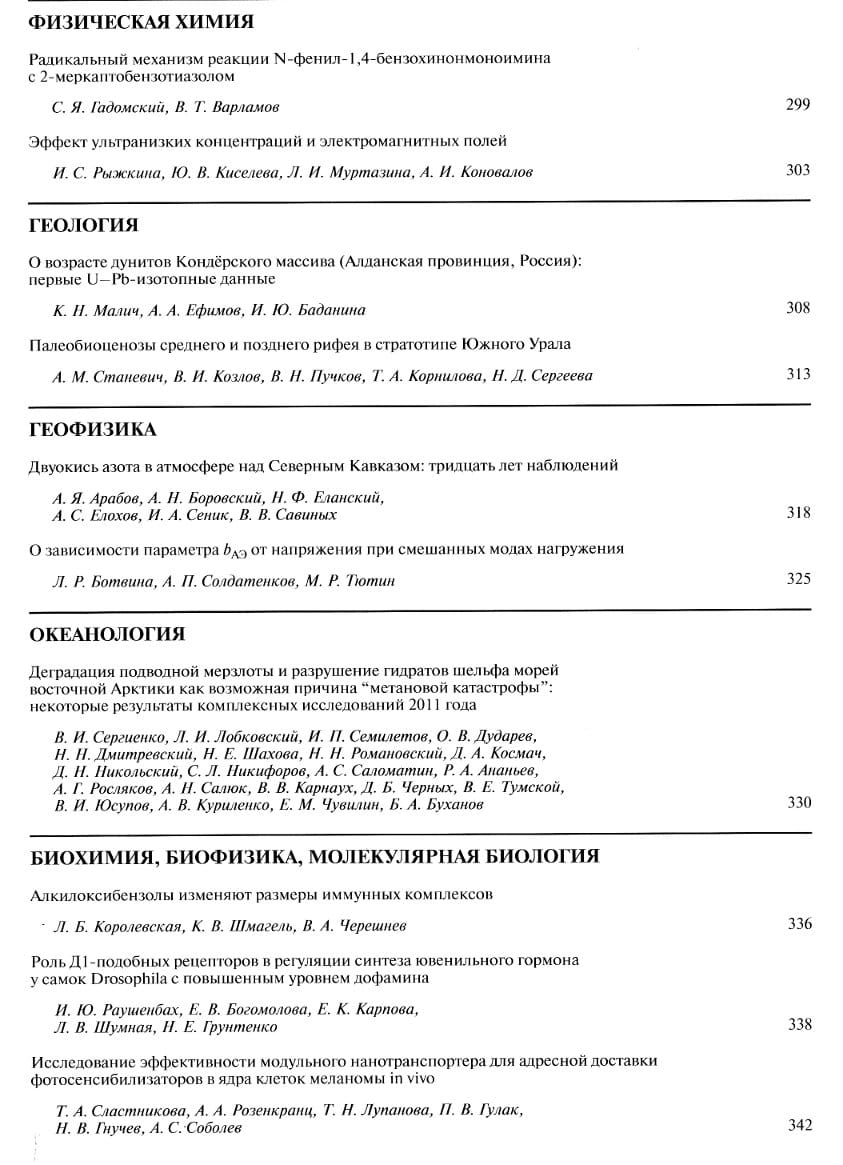 ФИЗИЧЕСКАЯ ХИМИЯ
Радикальный механизм реакции N-фенил-1,4-бензохинонмоноимина
с 2-меркаптобензотиазолом
С. Я. Гадомский, В. Т. Варламов 299
Эффект ультранизких концентраций и электромагнитных полей
И. С. Рыжкина, Ю. В. Киселева, Л. И. Муртазина, А. И. Коновалов 303
ГЕОЛОГИЯ
О возрасте дунитов Кондёрского массива (Алданская провинция, Россия):
первые U—Pb-изотопные данные
К. Н. Малич, А. А. Ефимов, И. Ю. Баданина 308
Палеобиоценозы среднего и позднего рифея в стратотипе Южного Урала
А. М. Станевич, В. И. Козлов, В. Н. Пучков, Т. А. Корнилова, Н. Д. Сергеева 313
ГЕОФИЗИКА
Двуокись азота в атмосфере над Северным Кавказом: тридцать лет наблюдений
А. Я. Арабов, А. Н. Боровский, Н. Ф. Еланский,
А. С. Елохов, И. А. Сеник, В. В. Савиных 318
О зависимости параметра bАЭ от напряжения при смешанных модах нагружения
Л. Р. Ботвина, А. П. Солдатенков, М. Р. Тютин 325
ОКЕАНОЛОГИЯ
Деградация подводной мерзлоты и разрушение гидратов шельфа морей
восточной Арктики как возможная причина “метановой катастрофы”:
некоторые результаты комплексных исследований 2011 года
В. И. Сергиенко, Л. И. Лобковский, И. П. Семилетов, О. В. Дударев,
Н. Н. Дмитревский, Н. Е. Шахова, Н. Н. Романовский, Д. А. Космач,
Д. Н. Никольский, С. Л. Никифоров, А. С. Саломатин, Р. А. Ананьев,
А. Г. Росляков, А. Н. Салюк, В. В. Карнаух, Д. Б. Черных, В. Е. Тумской,
В. И. Юсупов, А. В. Куриленко, Е. М. Чувилин, Б. А. Буханов 330
БИОХИМИЯ, БИОФИЗИКА, МОЛЕКУЛЯРНАЯ БИОЛОГИЯ
Алкилоксибензолы изменяют размеры иммунных комплексов
Л. Б. Королевская, К. В. Шмагель, В. А. Черешнев 336
Роль Д1-подобных рецепторов в регуляции синтеза ювенильного гормона
у самок Drosophila с повышенным уровнем дофамина
И. Ю. Раушенбах, Е. В. Богомолова, Е. К. Карпова,
Л. В. Шумная, Н. Е. Грунтенко 338
Исследование эффективности модульного нанотранспортера для адресной доставки
фотосенсибилизаторов в ядра клеток меланомы in vivo
Т. А. Сластникова, А. А. Розенкранц, Т. Н. Лупанова, П. В. Гулак,
Н. В. Гнучев, А. С. Соболев 342